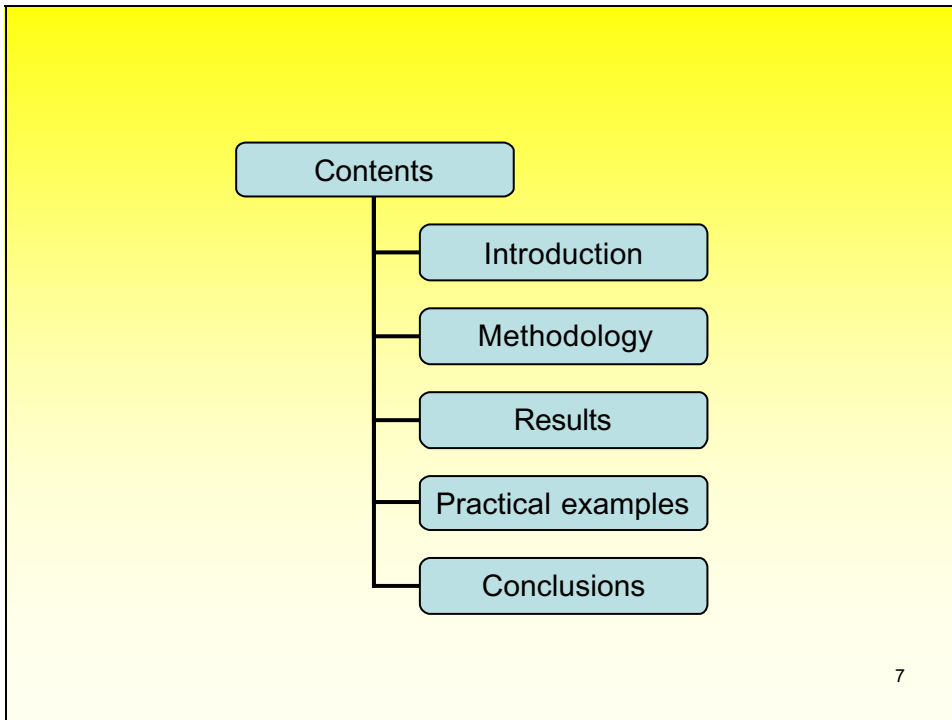 Contents
Introduction
Methodology
Results
Practical examples
Conclusions
7